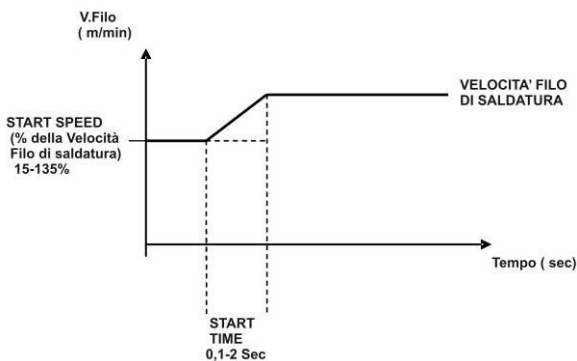 V.Filo
( m/min)
VELOCITA' FILO
DI SALDATURA
START SPEED
(% della Velocità
Filo di saldatura)
15-135%
Tempo ( sec)
START
TIME
0,1-2 Sec